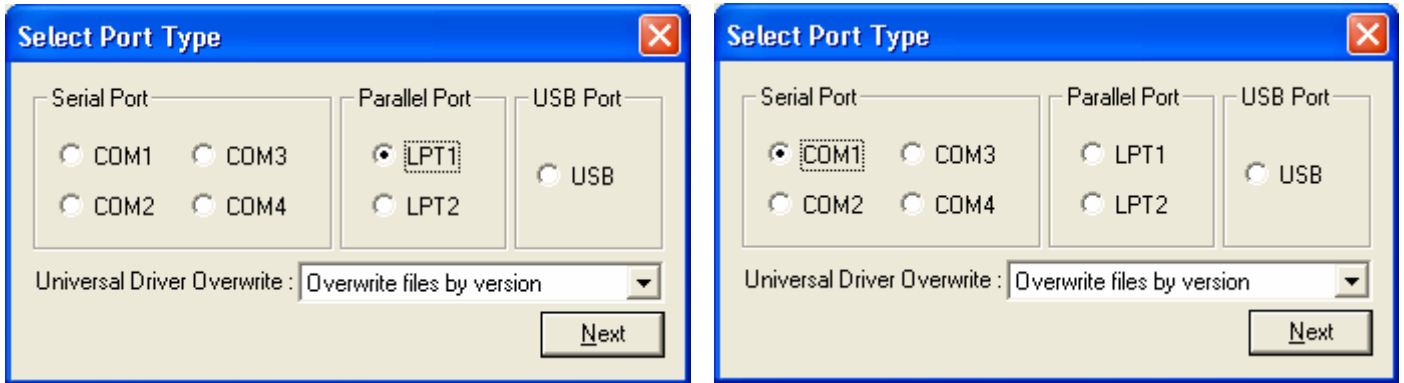 Select Port Type
Serial Port Parallel Port USB Port
COM1 COM3 LPT1
USB
COM2 COM4 LPT2
Universal Driver Overwrite : Overwrite files by version
Next
Select Port Type
Serial Port Parallel Port USB Port
COM1 COM3 LPT1
USB
COM2 COM4 LPT2
Universal Driver Overwrite : Overwrite files by version
Next